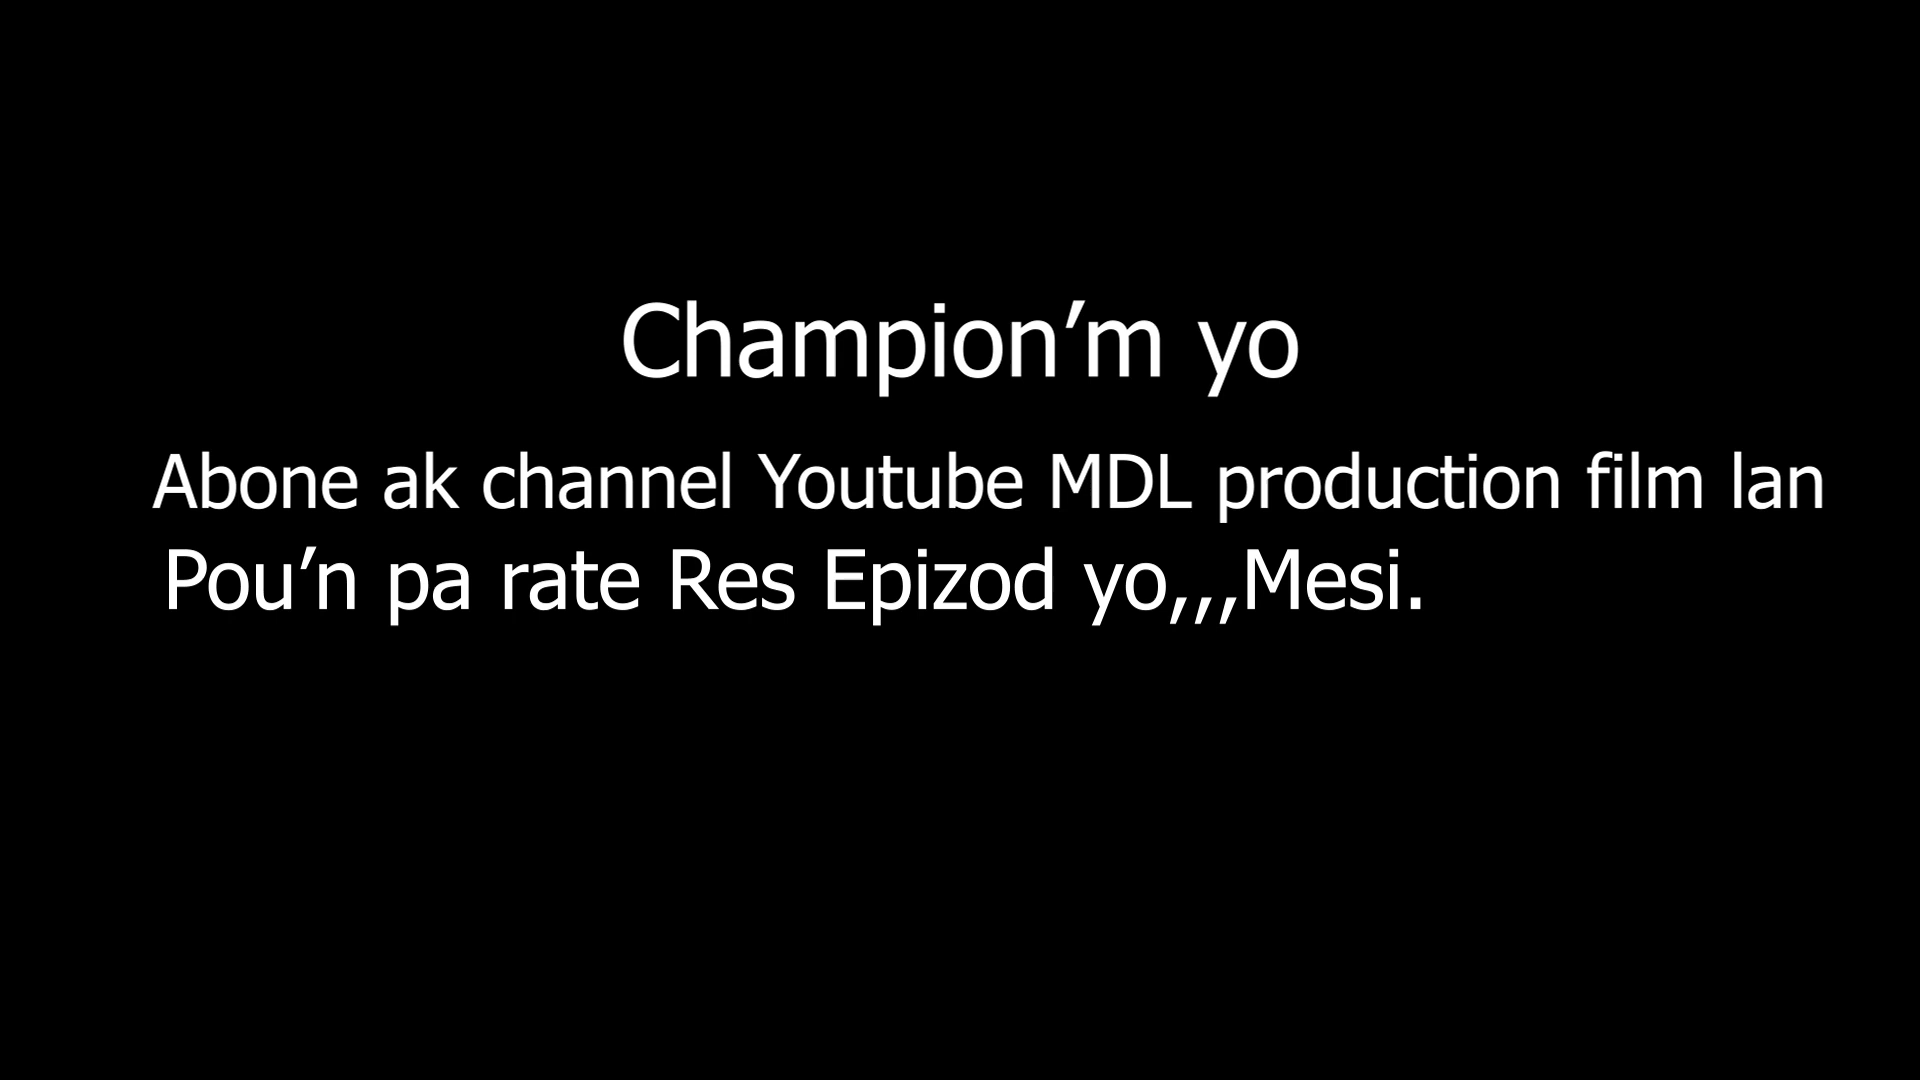 Champion’m yo
Abone ak channel Youtube MDL production film lan
Pou’n pa rate Res Epizod yo,,,Mesi.